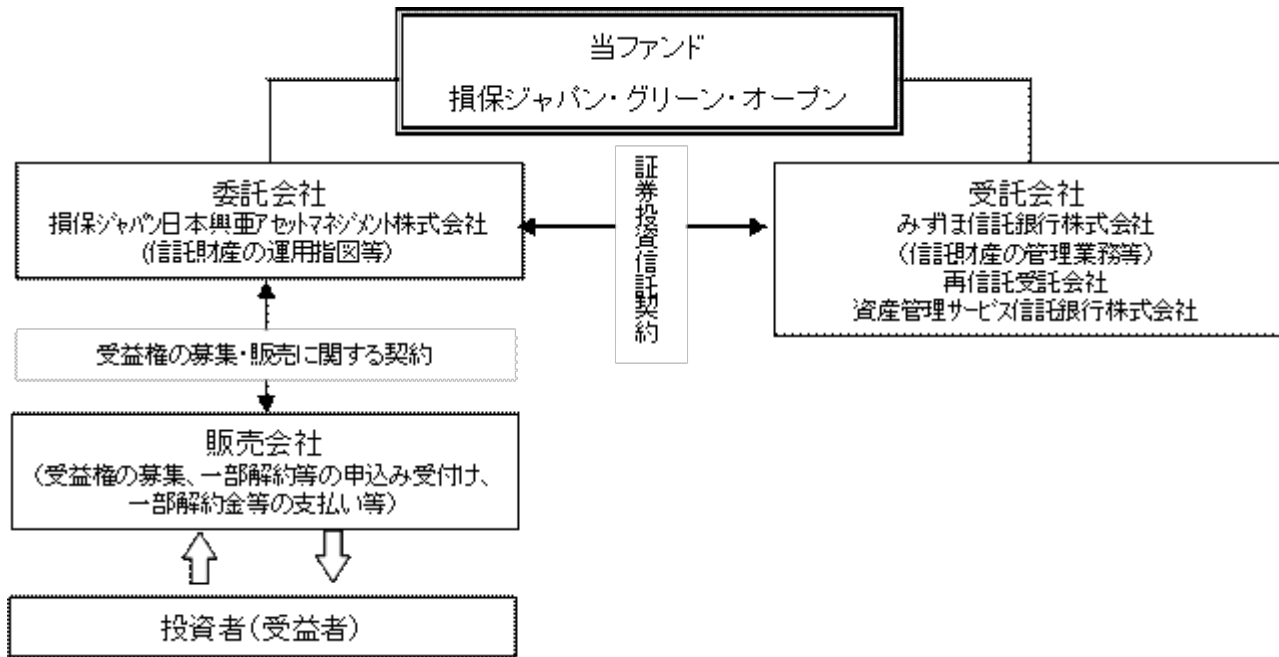 当ファンド
損保ジャパン・グリーン・オープン
委託会社
損保ジャパン日本興亜アセットマネジメント株式会社
(信託財産の運用指図等)
証券投資信託契約
受託会社
みずほ信託銀行株式会社
(信託財産の管理業務等)
再信託受託会社
資産管理サービス信託銀行株式会社
受益権の募集・販売に関する契約
販売会社
(受益権の募集、一部解約等の申込み受付け、
一部解約金等の支払い等)
投資者(受益者)